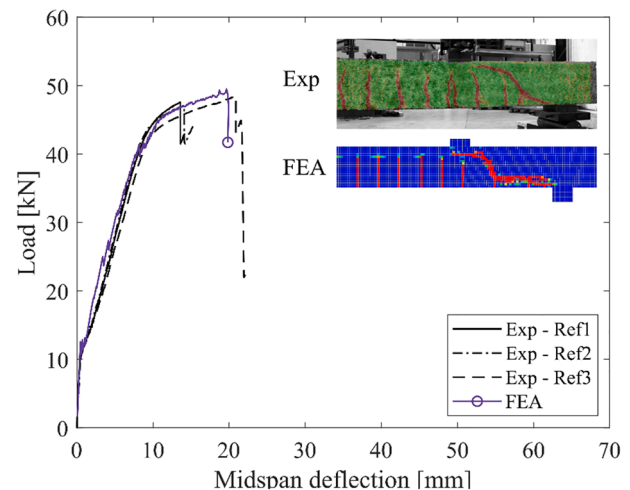 60
50
40
30
20
10
0
Load [kN]
0 10 20 30 40 50 60 70
Midspan deflection [mm]
Exp
FEA
Exp - Ref1
Exp - Ref2
Exp - Ref3
FEA